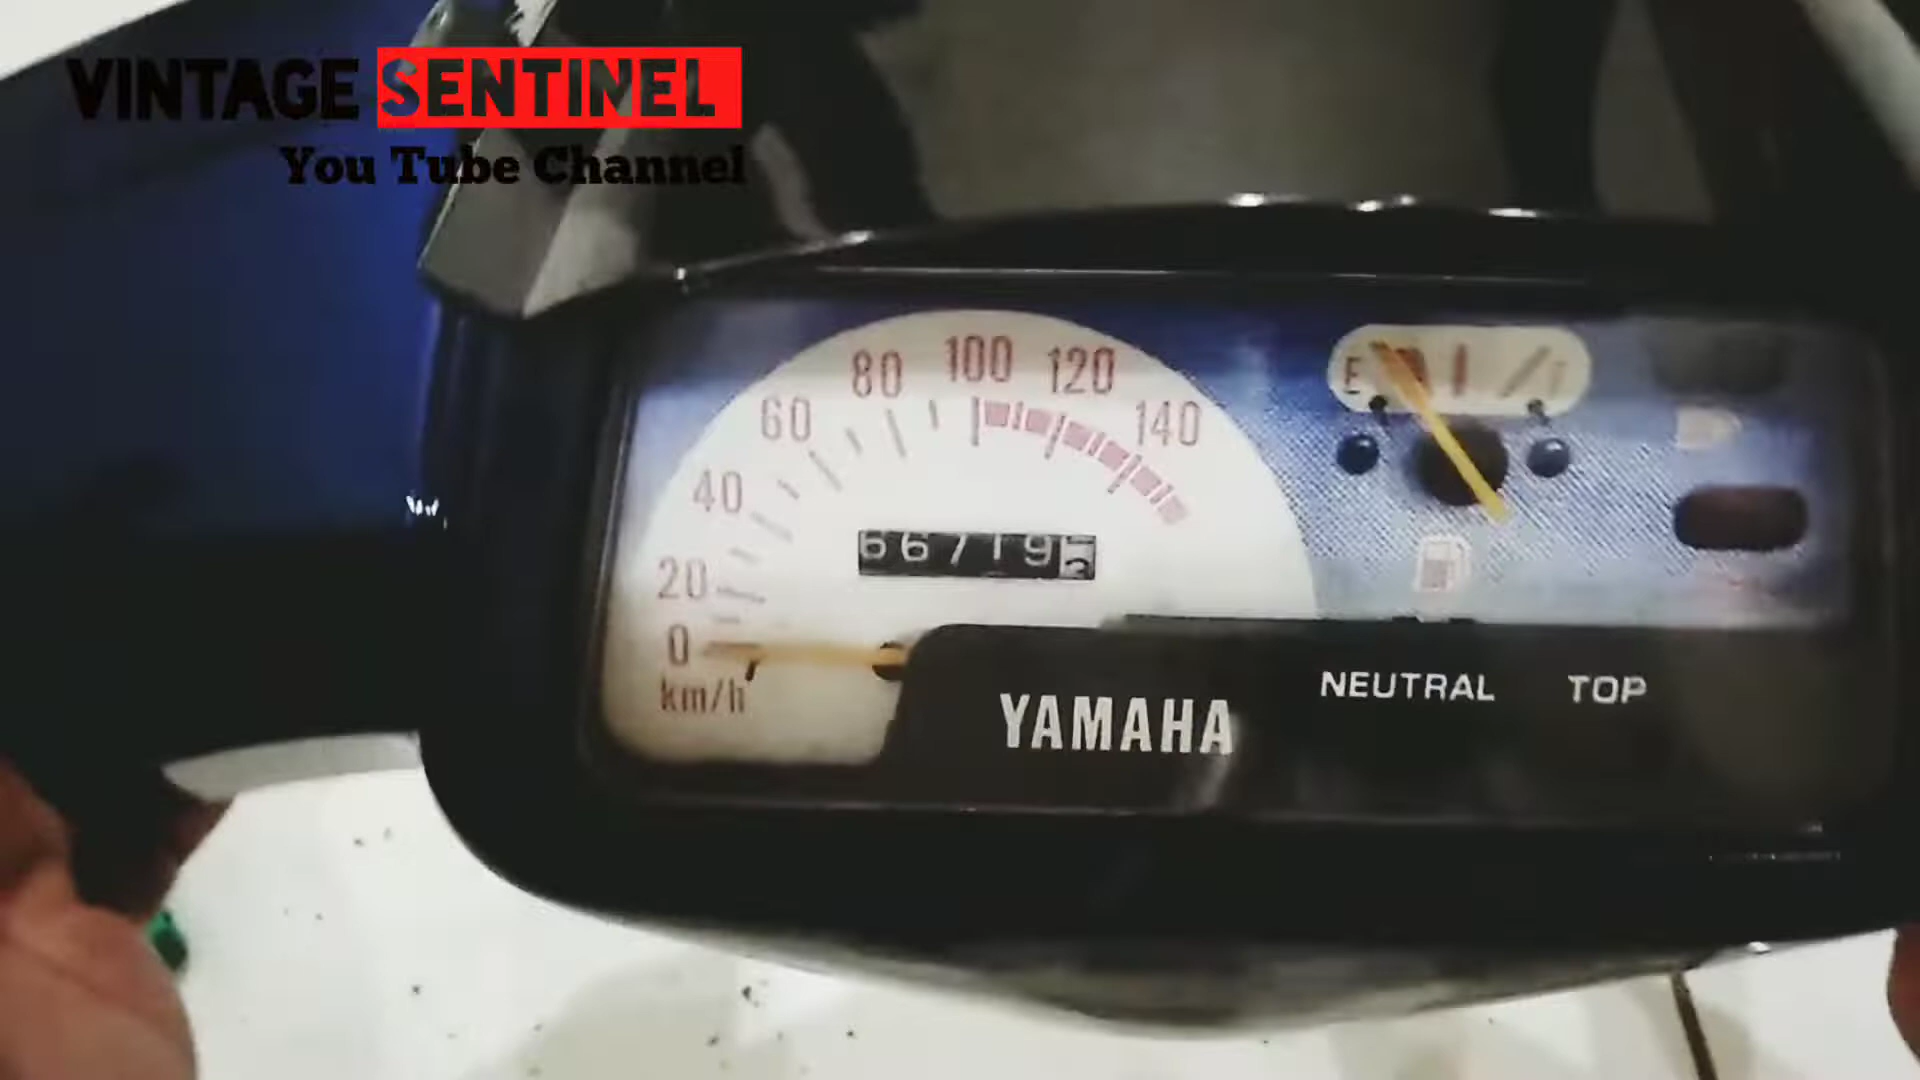 VINTAGE SENTINEL
You Tube Channel
0
20
40
60
80
100
120
140
km/h
66719
E
YAMAHA
NEUTRAL TOP